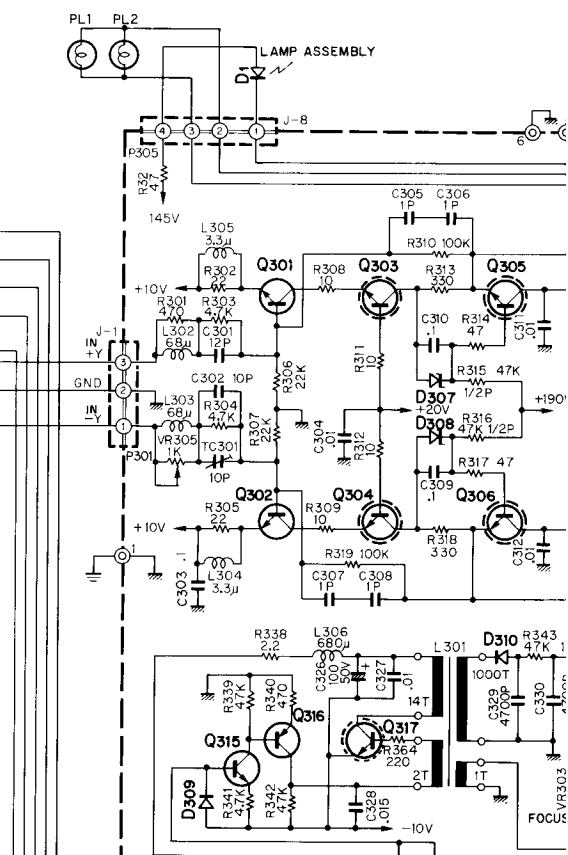 PL1 PL2
LAMP ASSEMBLY
D1
J-8
4 3 2 1
P305
6
R32
47
145V
C305 C306
1P 1P
L305
3.3μ
R310 100K
Q301 R308 Q303 R313 Q305
10 330
R302
22
+10V
R301 R303
470 4.7K
L302 C301
68μ 12P
C310
.1
R314
47
C311
.01
J-1
IN
+Y
3
R306
22K
R311
10
R315 47K
1/2P
C302 10P
GND
2
D307
+20V
+190V
L303
68μ
R304
4.7K
R307
22K
C304
.01
R312
10
D308
R316
47K 1/2P
IN
-Y
1
VR305
1K
TC301
10P
P301
R317 47
C309
.1
Q302 Q304 Q306
R305
22
R309
10
+10V
R318
330
C312
.01
1
R319 100K
C303 .1
L304
3.3μ
C307 C308
1P 1P
R338
2.2
L306
680μ
L301
D310
R343
47K
C326
100
50V
+
C327
.01
1000T
C329
4700P
C330
4700P
R339
47K
R340
470
14T
Q316
Q317
Q315
R364
220
2T 1T
D309
R341
4.7K
R342
47K
C328
.015
VR303
-10V
FOCUS